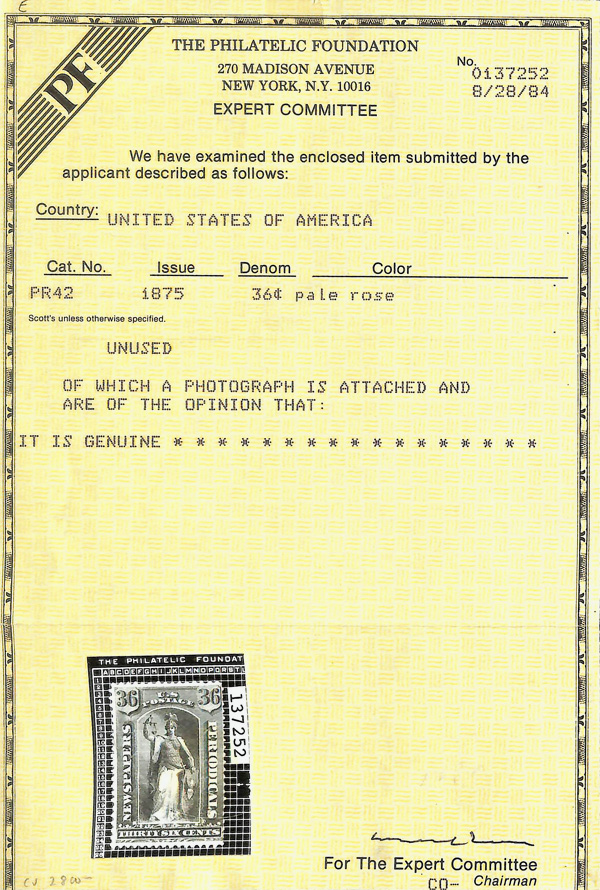 E
PF
THE PHILATELIC FOUNDATION
270 MADISON AVENUE
NEW YORK, N.Y. 10016
EXPERT COMMITTEE
No.
0137252
8/28/84
We have examined the enclosed item submitted by the
applicant described as follows:
Country: UNITED STATES OF AMERICA
Cat. No. Issue Denom Color
PR42 1875 36¢ pale rose
Scott's unless otherwise specified.
UNUSED
OF WHICH A PHOTOGRAPH IS ATTACHED AND
ARE OF THE OPINION THAT:
IT IS GENUINE * * * * * * * * * * * * * * * * *
THE PHILATELIC FOUNDAT
ABCDEFGHIJKLMNOPQRST
36 U.S. 36
POSTAGE
NEWSPAPERS
PERIODICALS
THIRTY SIX CENTS
137252
For The Expert Committee
CO- Chairman